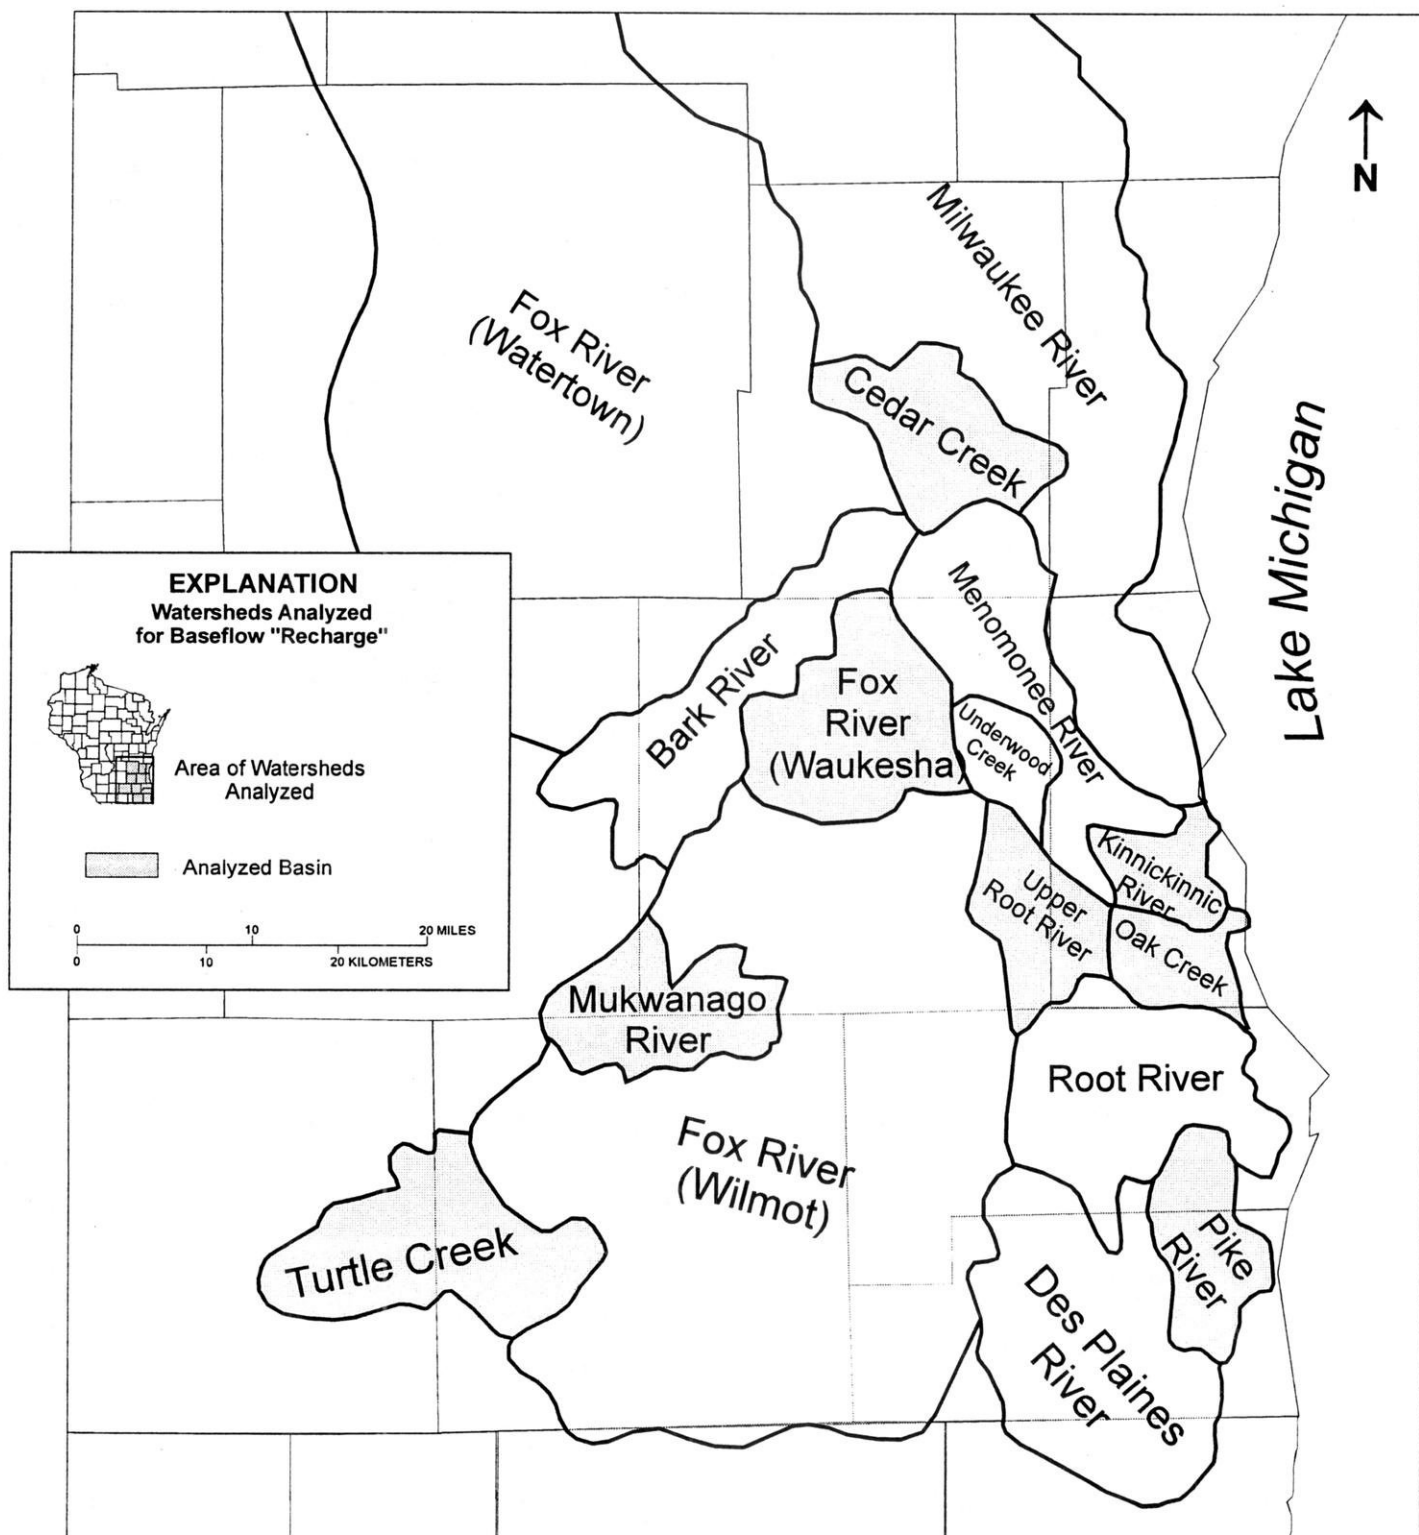 N
Milwaukee River
Fox River
(Watertown)
Cedar Creek
Lake Michigan
EXPLANATION
Watersheds Analyzed
for Baseflow "Recharge"
Area of Watersheds
Analyzed
Analyzed Basin
0 10 20 MILES
0 10 20 KILOMETERS
Menomonee River
Bark River
Fox
River
(Waukesha)
Underwood
Creek
Kinnickinnic
River
Upper
Root River
Oak Creek
Mukwanago
River
Root River
Fox River
(Wilmot)
Turtle Creek
Pike
River
Des Plaines
River